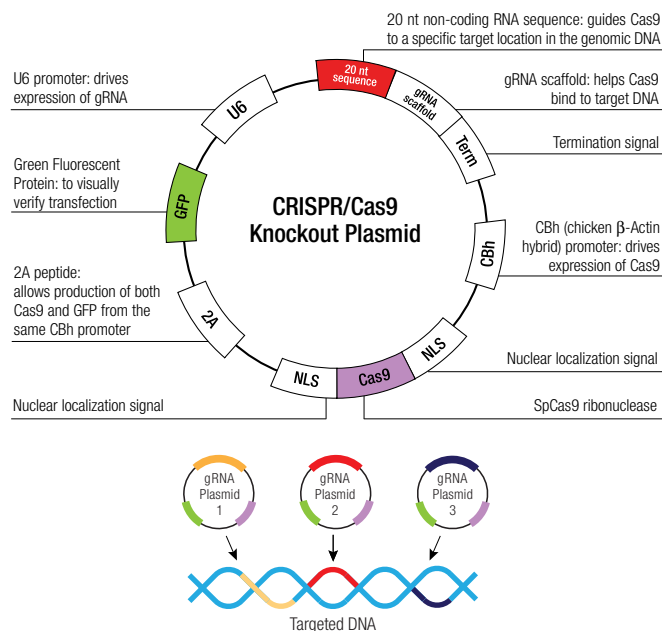 20 nt non-coding RNA sequence: guides Cas9
to a specific target location in the genomic DNA
20 nt
sequence
U6 promoter: drives
expression of gRNA
U6
gRNA
scaffold
gRNA scaffold: helps Cas9
bind to target DNA
Term
Termination signal
Green Fluorescent
Protein: to visually
verify transfection
GFP
CRISPR/Cas9
Knockout Plasmid
CBh
CBh (chicken β-Actin
hybrid) promoter: drives
expression of Cas9
2A peptide:
allows production of both
Cas9 and GFP from the
same CBh promoter
2A
NLS
Cas9
NLS
Nuclear localization signal
Nuclear localization signal
SpCas9 ribonuclease
gRNA
Plasmid
1
gRNA
Plasmid
2
gRNA
Plasmid
3
Targeted DNA